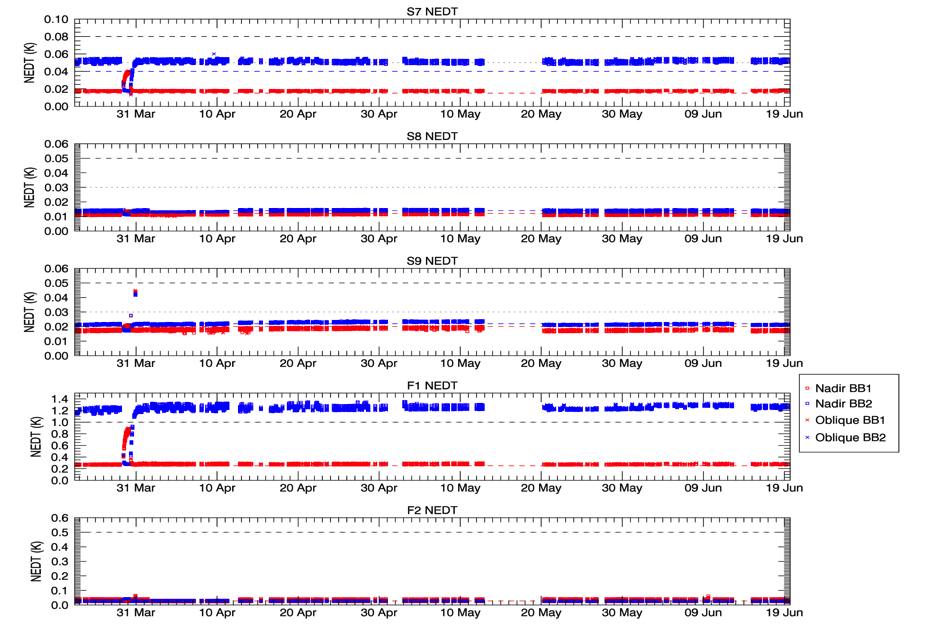 S7 NEDT
NEDT (K)
0.10
0.08
0.06
0.04
0.02
0.00
31 Mar 10 Apr 20 Apr 30 Apr 10 May 20 May 30 May 09 Jun 19 Jun
S8 NEDT
NEDT (K)
0.06
0.05
0.04
0.03
0.02
0.01
0.00
31 Mar 10 Apr 20 Apr 30 Apr 10 May 20 May 30 May 09 Jun 19 Jun
S9 NEDT
NEDT (K)
0.06
0.05
0.04
0.03
0.02
0.01
0.00
31 Mar 10 Apr 20 Apr 30 Apr 10 May 20 May 30 May 09 Jun 19 Jun
F1 NEDT
NEDT (K)
1.4
1.2
1.0
0.8
0.6
0.4
0.2
0.0
31 Mar 10 Apr 20 Apr 30 Apr 10 May 20 May 30 May 09 Jun 19 Jun
Nadir BB1
Nadir BB2
Oblique BB1
Oblique BB2
F2 NEDT
NEDT (K)
0.6
0.5
0.4
0.3
0.2
0.1
0.0
31 Mar 10 Apr 20 Apr 30 Apr 10 May 20 May 30 May 09 Jun 19 Jun